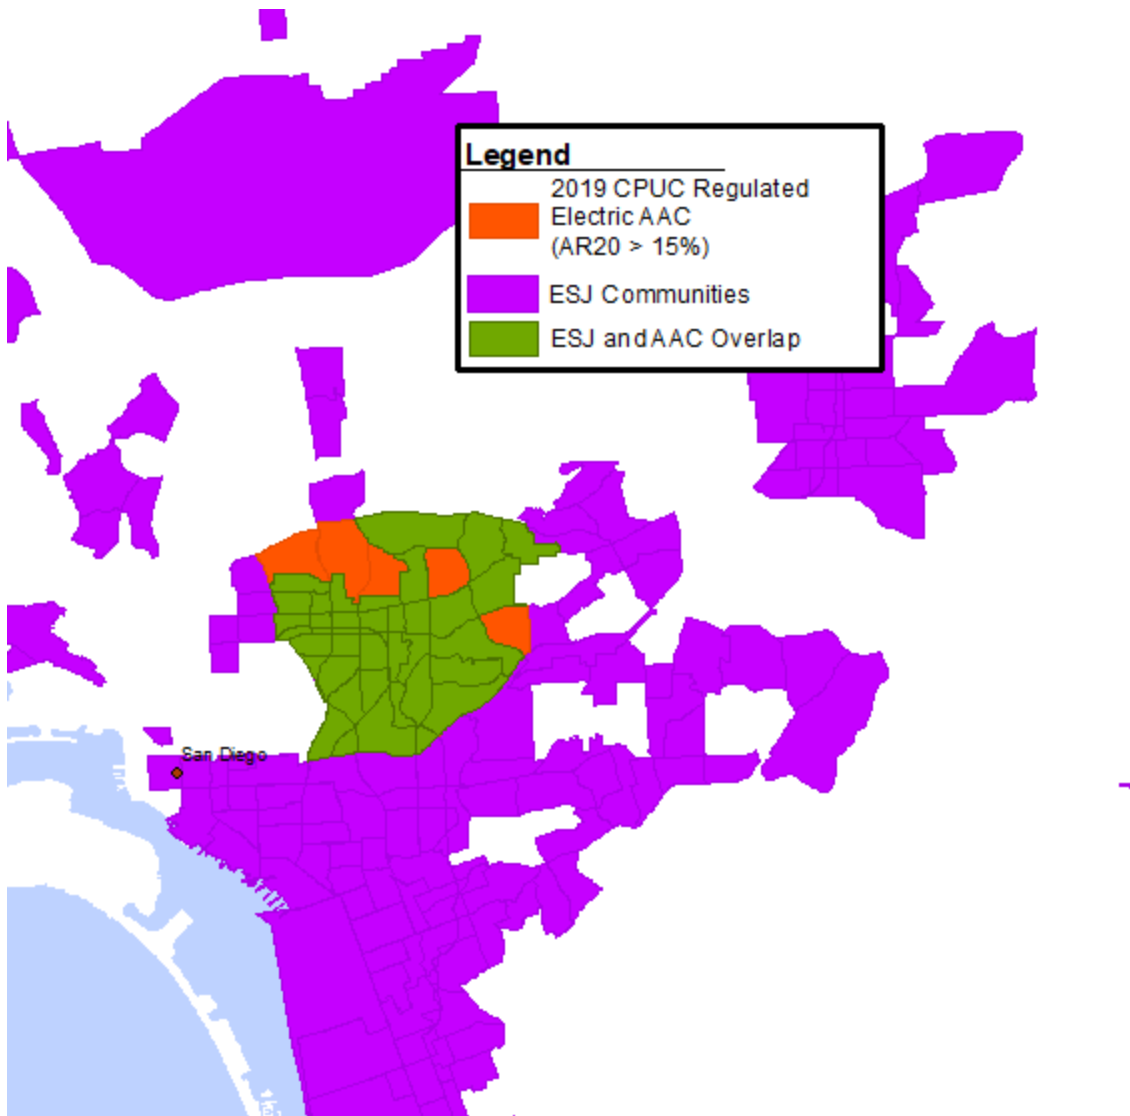 Legend
2019 CPUC Regulated
Electric AAC
(AR20 > 15%)
ESJ Communities
ESJ and AAC Overlap
San Diego